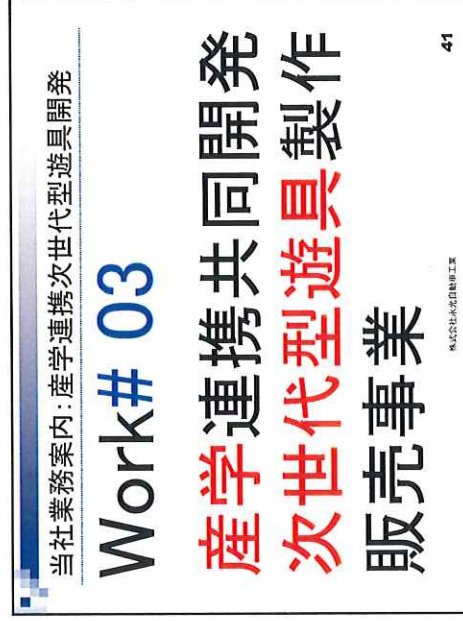 当社業務案内:産学連携次世代型遊具開発
Work# 03
産学連携共同開発
次世代型遊具製作
販売事業
株式会社永光自動車工業
41